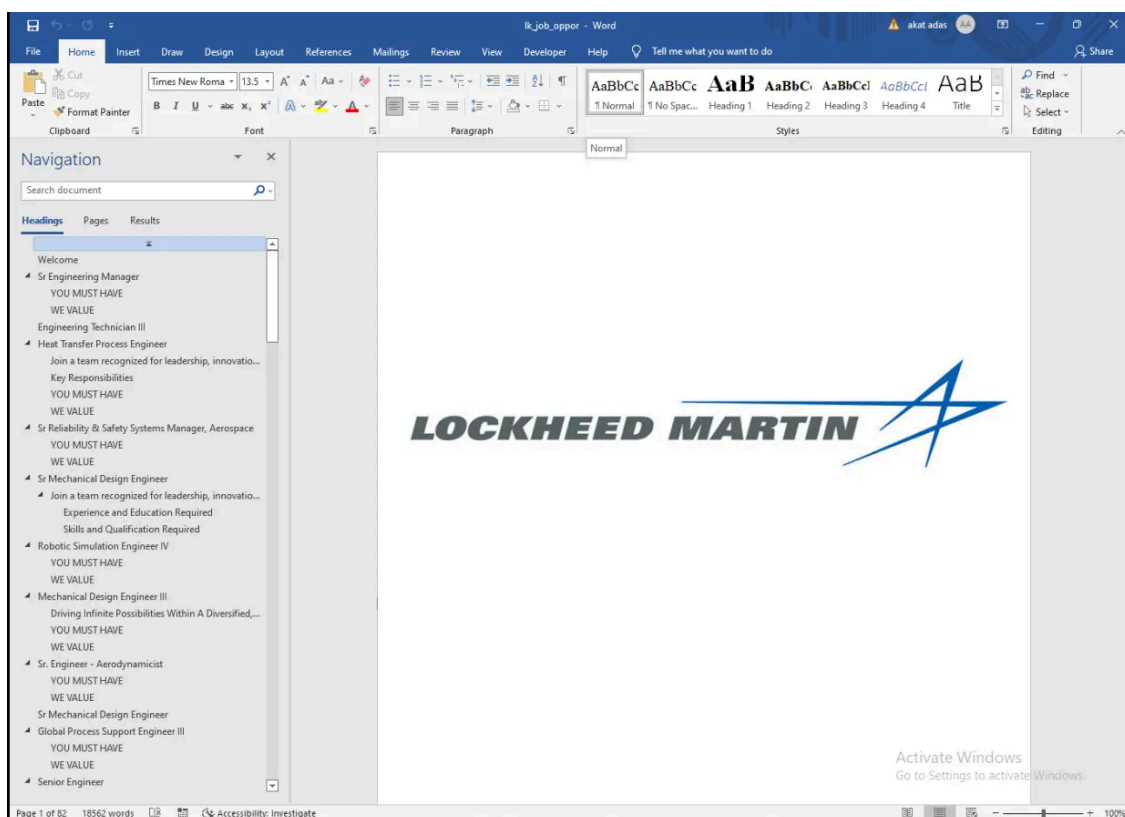 lk_job_oppor - Word
akat adas
AA
File Home Insert Draw Design Layout References Mailings Review View Developer Help Tell me what you want to do
Share
Paste
Cut
Copy
Format Painter
Clipboard
Times New Roma 13.5 A A Aa
B I U abc x, x² A A
Font
Paragraph
AaBbCc AaBbCc AaB AaBbC AaBbCcl AaBbCcl AaB
¶ Normal ¶ No Spac... Heading 1 Heading 2 Heading 3 Heading 4 Title
Styles
Find
Replace
Select
Editing
Normal
Navigation
Search document
Headings Pages Results
Welcome
Sr Engineering Manager
YOU MUST HAVE
WE VALUE
Engineering Technician III
Heat Transfer Process Engineer
Join a team recognized for leadership, innovatio...
Key Responsibilities
YOU MUST HAVE
WE VALUE
Sr Reliability & Safety Systems Manager, Aerospace
YOU MUST HAVE
WE VALUE
Sr Mechanical Design Engineer
Join a team recognized for leadership, innovatio...
Experience and Education Required
Skills and Qualification Required
Robotic Simulation Engineer IV
YOU MUST HAVE
WE VALUE
Mechanical Design Engineer III
Driving Infinite Possibilities Within A Diversified,...
YOU MUST HAVE
WE VALUE
Sr. Engineer - Aerodynamicist
YOU MUST HAVE
WE VALUE
Sr Mechanical Design Engineer
Global Process Support Engineer III
YOU MUST HAVE
WE VALUE
Senior Engineer
LOCKHEED MARTIN
Activate Windows
Go to Settings to activate Windows.
Page 1 of 82 18562 words Accessibility: Investigate 100%